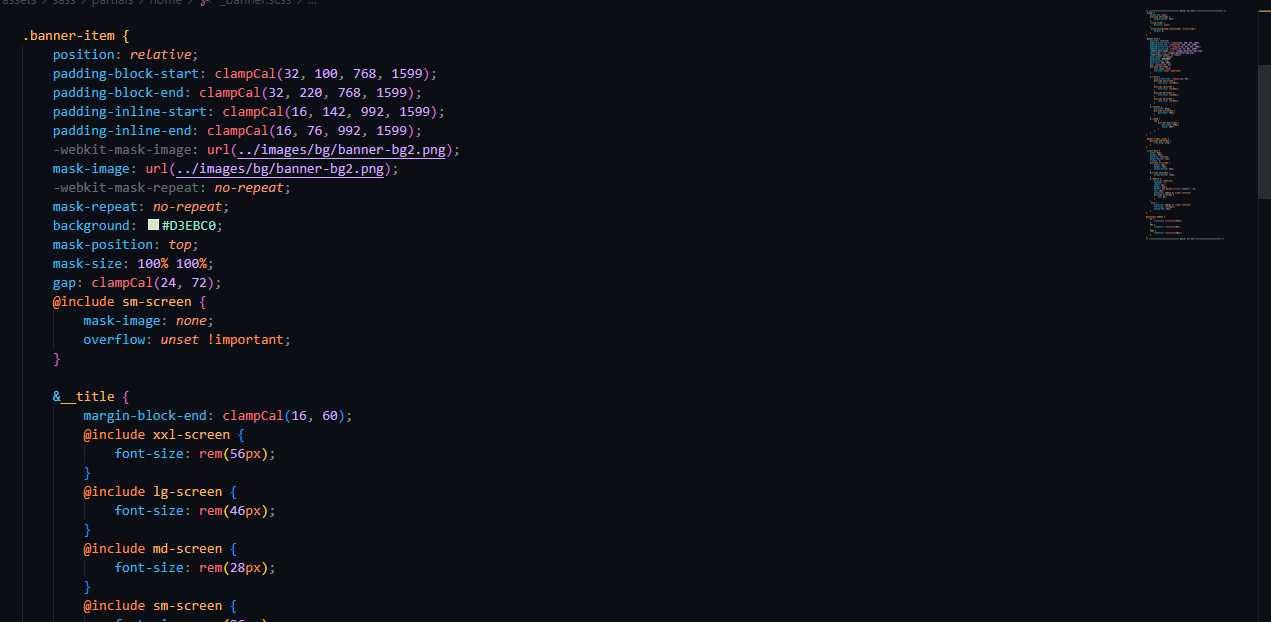 assets > sass > partials > home > _banner.scss > ...
.banner-item {
position: relative;
padding-block-start: clampCal(32, 100, 768, 1599);
padding-block-end: clampCal(32, 220, 768, 1599);
padding-inline-start: clampCal(16, 142, 992, 1599);
padding-inline-end: clampCal(16, 76, 992, 1599);
-webkit-mask-image: url(../images/bg/banner-bg2.png);
mask-image: url(../images/bg/banner-bg2.png);
-webkit-mask-repeat: no-repeat;
mask-repeat: no-repeat;
background: #D3EBC0;
mask-position: top;
mask-size: 100% 100%;
gap: clampCal(24, 72);
@include sm-screen {
mask-image: none;
overflow: unset !important;
}
&__title {
margin-block-end: clampCal(16, 60);
@include xxl-screen {
font-size: rem(56px);
}
@include lg-screen {
font-size: rem(46px);
}
@include md-screen {
font-size: rem(28px);
}
@include sm-screen {